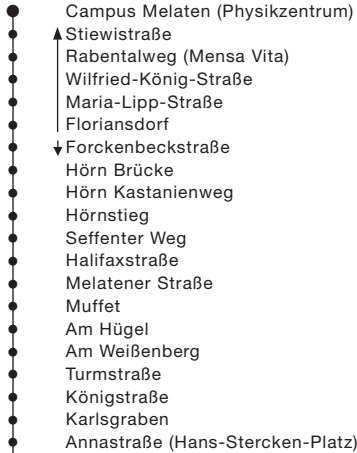 Campus Melaten (Physikzentrum)
Stiewistraße
Rabentalweg (Mensa Vita)
Wilfried-König-Straße
Maria-Lipp-Straße
Floriansdorf
Forckenbeckstraße
Hörn Brücke
Hörn Kastanienweg
Hörnstieg
Seffenter Weg
Halifaxstraße
Melatener Straße
Muffet
Am Hügel
Am Weißenberg
Turmstraße
Königstraße
Karlsgraben
Annastraße (Hans-Stercken-Platz)